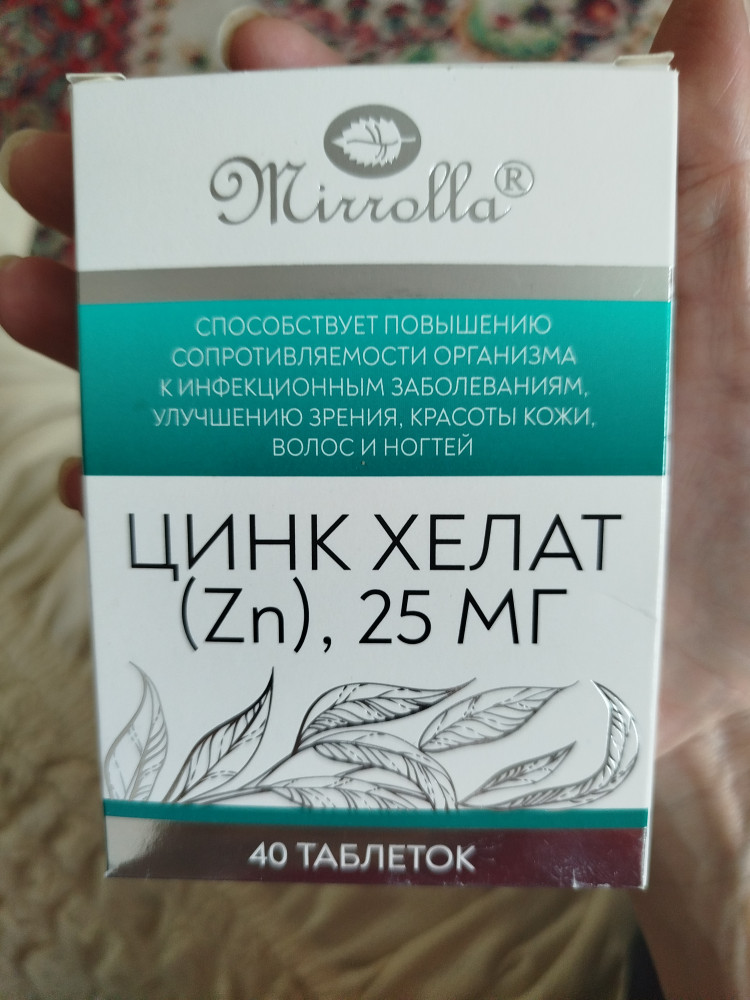 Mirrolla®
СПОСОБСТВУЕТ ПОВЫШЕНИЮ
СОПРОТИВЛЯЕМОСТИ ОРГАНИЗМА
К ИНФЕКЦИОННЫМ ЗАБОЛЕВАНИЯМ,
УЛУЧШЕНИЮ ЗРЕНИЯ, КРАСОТЫ КОЖИ,
ВОЛОС И НОГТЕЙ
ЦИНК ХЕЛАТ
(Zn), 25 МГ
40 ТАБЛЕТОК